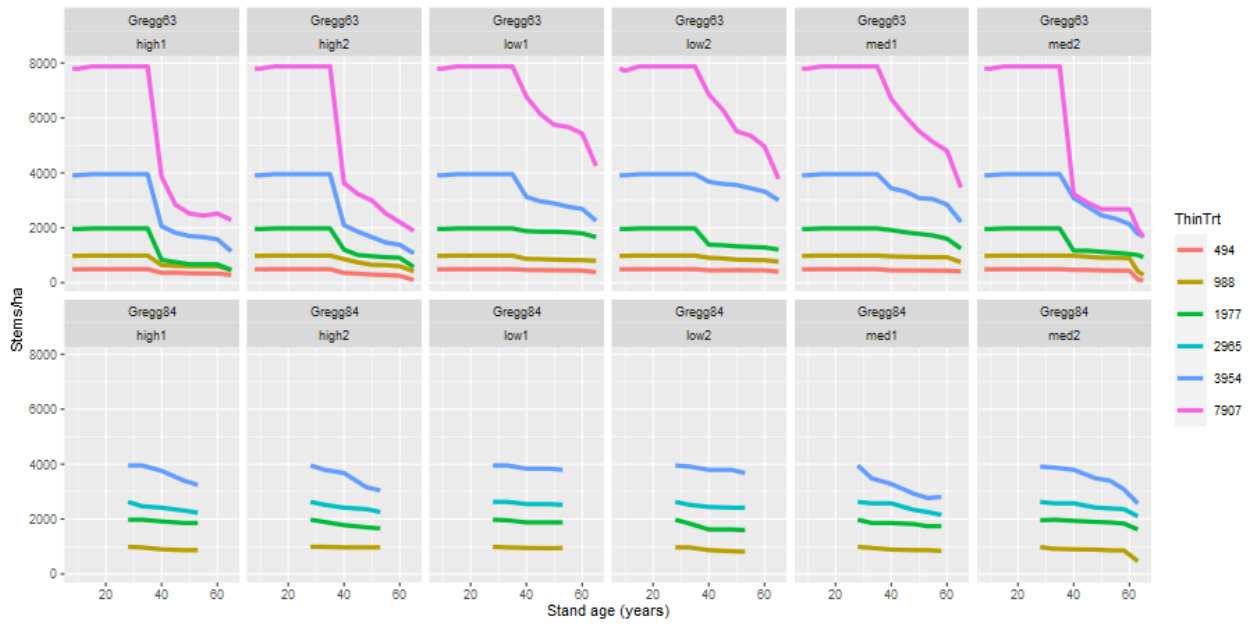 Gregg63 Gregg63 Gregg63 Gregg63 Gregg63 Gregg63
high1 high2 low1 low2 med1 med2
8000
6000
4000
2000
0
Gregg84 Gregg84 Gregg84 Gregg84 Gregg84 Gregg84
high1 high2 low1 low2 med1 med2
8000
6000
4000
2000
0
20 40 60 20 40 60 20 40 60 20 40 60 20 40 60 20 40 60
Stand age (years)
Stems/ha
ThinTrt
494
988
1977
2965
3954
7907